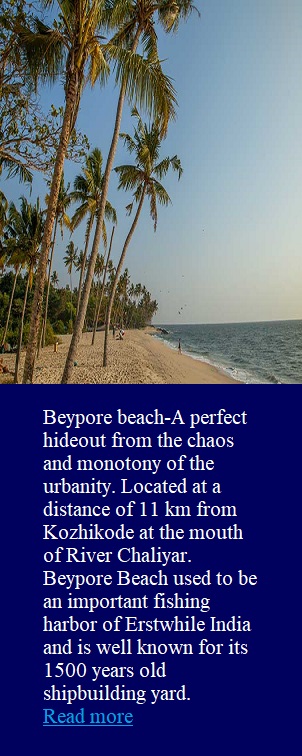 Beypore beach-A perfect
hideout from the chaos
and monotony of the
urbanity. Located at a
distance of 11 km from
Kozhikode at the mouth
of River Chaliyar.
Beypore Beach used to be
an important fishing
harbor of Erstwhile India
and is well known for its
1500 years old
shipbuilding yard.
Read more